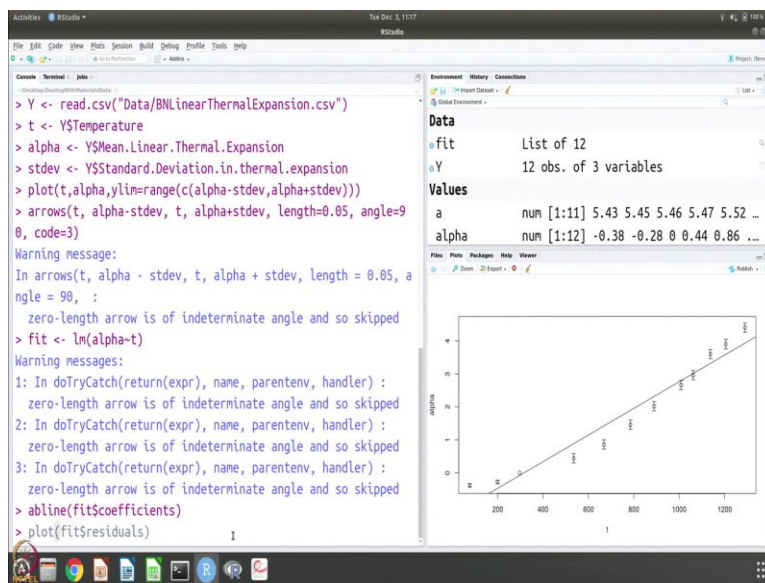 Activities RStudio Tue Dec 3, 11:17 100%
RStudio
File Edit Code View Plots Session Build Debug Profile Tools Help
Go to file/function Addins
Project: (None)
Console Terminal Jobs
> Y <- read.csv("Data/BNLinearThermalExpansion.csv")
> t <- Y$Temperature
> alpha <- Y$Mean.Linear.Thermal.Expansion
> stdev <- Y$Standard.Deviation.in.thermal.expansion
> plot(t,alpha,ylim=range(c(alpha-stdev,alpha+stdev)))
> arrows(t, alpha-stdev, t, alpha+stdev, length=0.05, angle=9
0, code=3)
Warning message:
In arrows(t, alpha - stdev, t, alpha + stdev, length = 0.05, a
ngle = 90, :
zero-length arrow is of indeterminate angle and so skipped
> fit <- lm(alpha~t)
Warning messages:
1: In doTryCatch(return(expr), name, parentenv, handler) :
zero-length arrow is of indeterminate angle and so skipped
2: In doTryCatch(return(expr), name, parentenv, handler) :
zero-length arrow is of indeterminate angle and so skipped
3: In doTryCatch(return(expr), name, parentenv, handler) :
zero-length arrow is of indeterminate angle and so skipped
> abline(fit$coefficients)
> plot(fit$residuals)
Environment History Connections
Import Dataset List
Global Environment
Data
fit List of 12
Y 12 obs. of 3 variables
Values
a num [1:11] 5.43 5.45 5.46 5.47 5.52 …
alpha num [1:12] -0.38 -0.28 0 0.44 0.86 ...
Files Plots Packages Help Viewer
Zoom Export Publish
alpha
4
3
2
1
0
200 400 600 800 1000 1200
t
NPTEL